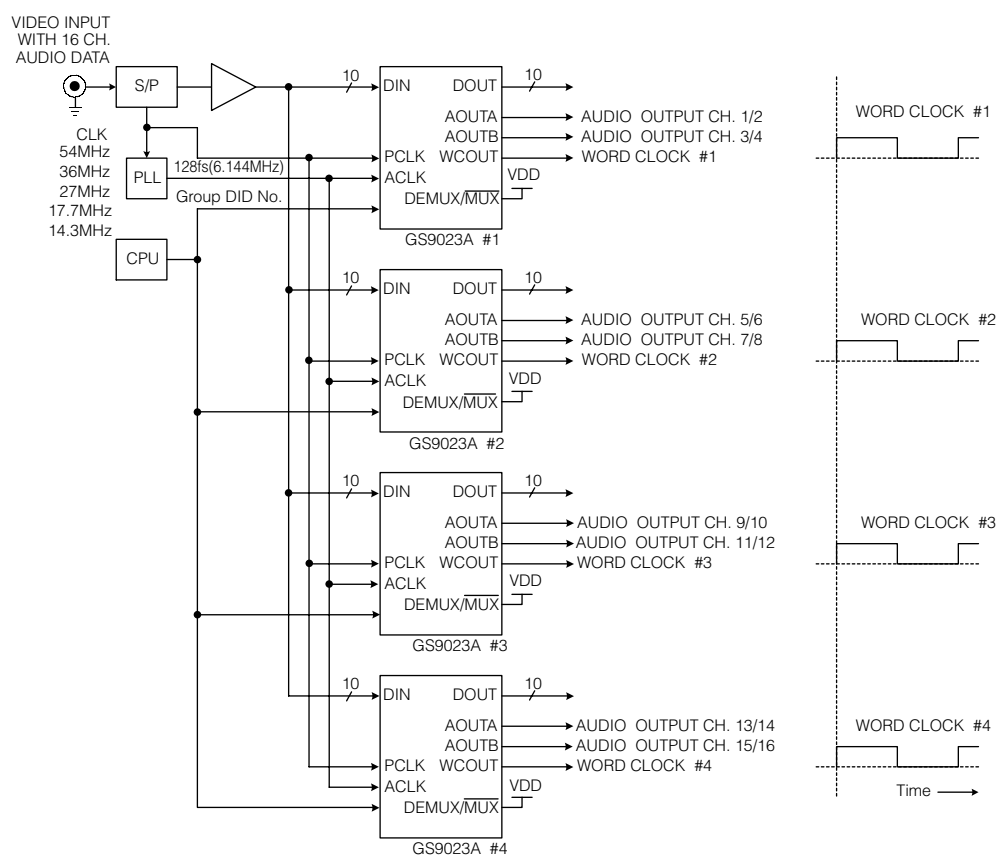 VIDEO INPUT
WITH 16 CH.
AUDIO DATA
S/P
CLK
54MHz
36MHz
27MHz
17.7MHz
14.3MHz
PLL
128fs(6.144MHz)
Group DID No.
CPU
10
DIN
DOUT
10
AOUTA
AUDIO OUTPUT CH. 1/2
AOUTB
AUDIO OUTPUT CH. 3/4
PCLK
WCOUT
WORD CLOCK #1
ACLK
VDD
DEMUX/MUX
GS9023A #1
WORD CLOCK #1
10
DIN
DOUT
10
AOUTA
AUDIO OUTPUT CH. 5/6
AOUTB
AUDIO OUTPUT CH. 7/8
PCLK
WCOUT
WORD CLOCK #2
ACLK
VDD
DEMUX/MUX
GS9023A #2
WORD CLOCK #2
10
DIN
DOUT
10
AOUTA
AUDIO OUTPUT CH. 9/10
AOUTB
AUDIO OUTPUT CH. 11/12
PCLK
WCOUT
WORD CLOCK #3
ACLK
VDD
DEMUX/MUX
GS9023A #3
WORD CLOCK #3
10
DIN
DOUT
10
AOUTA
AUDIO OUTPUT CH. 13/14
AOUTB
AUDIO OUTPUT CH. 15/16
PCLK
WCOUT
WORD CLOCK #4
ACLK
VDD
DEMUX/MUX
GS9023A #4
WORD CLOCK #4
Time